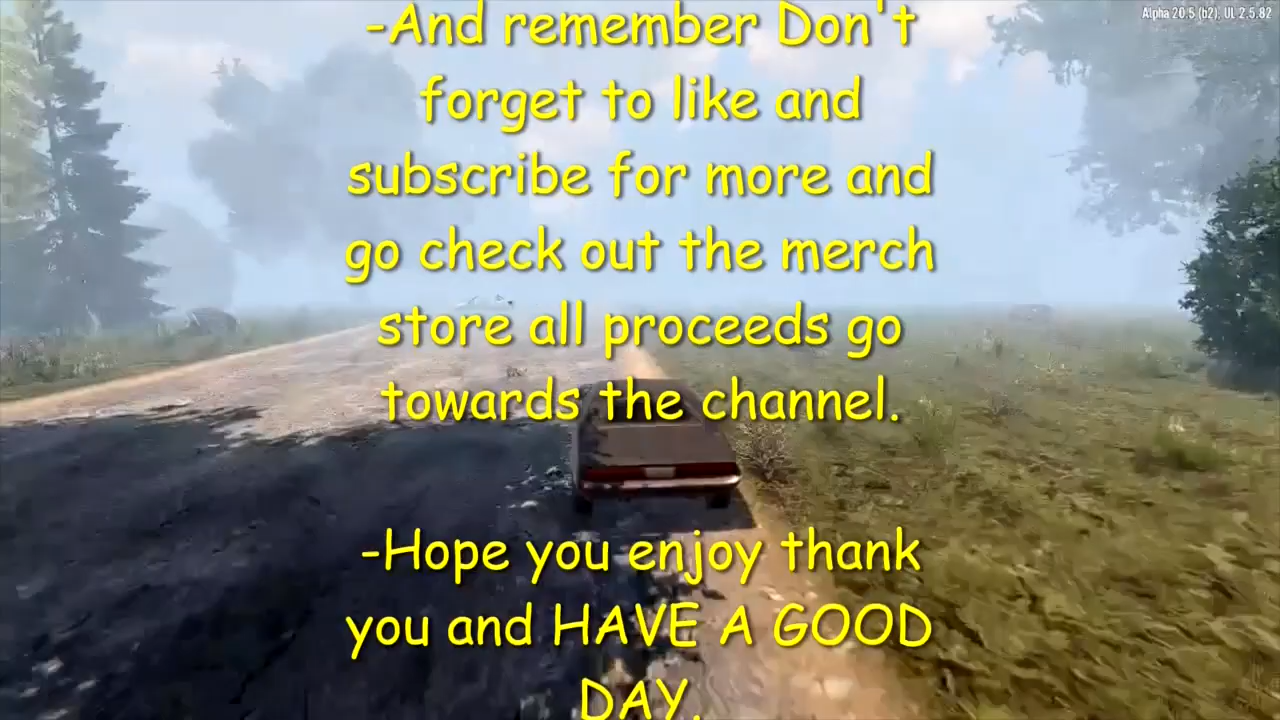 Alpha 20.5 (b2), UL 2.5.82
-And remember Don't
forget to like and
subscribe for more and
go check out the merch
store all proceeds go
towards the channel.
-Hope you enjoy thank
you and HAVE A GOOD
DAY.